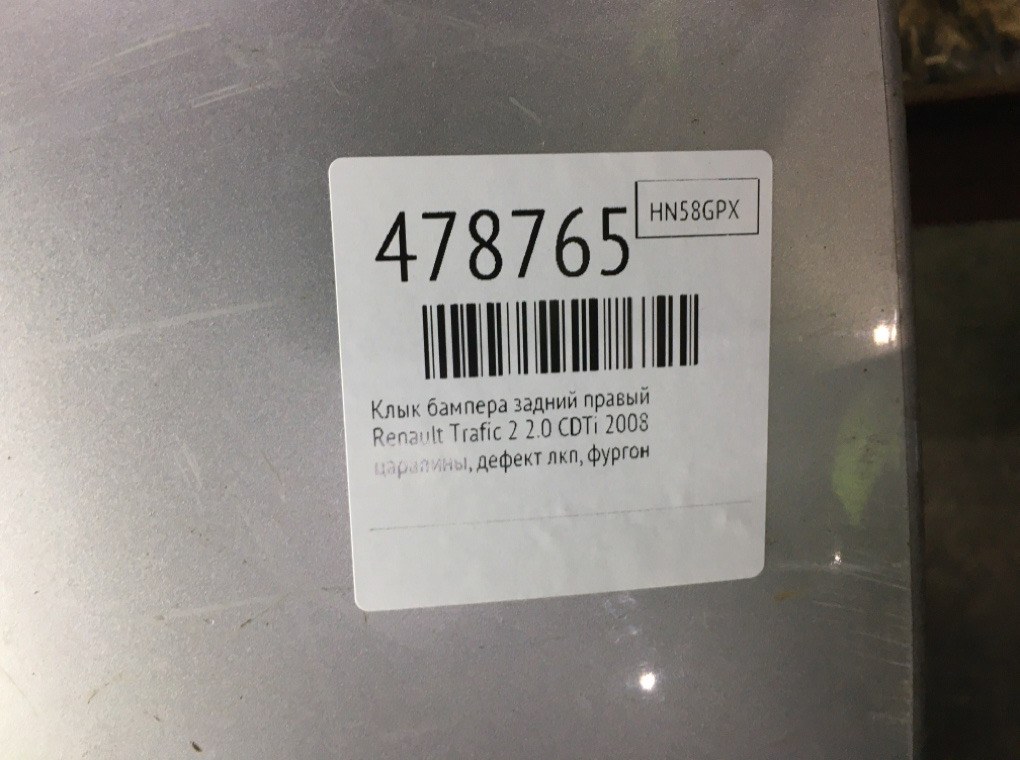 478765
HN58GPX
Клык бампера задний правый
Renault Trafic 2 2.0 CDTi 2008
царапины, дефект лкп, фургон